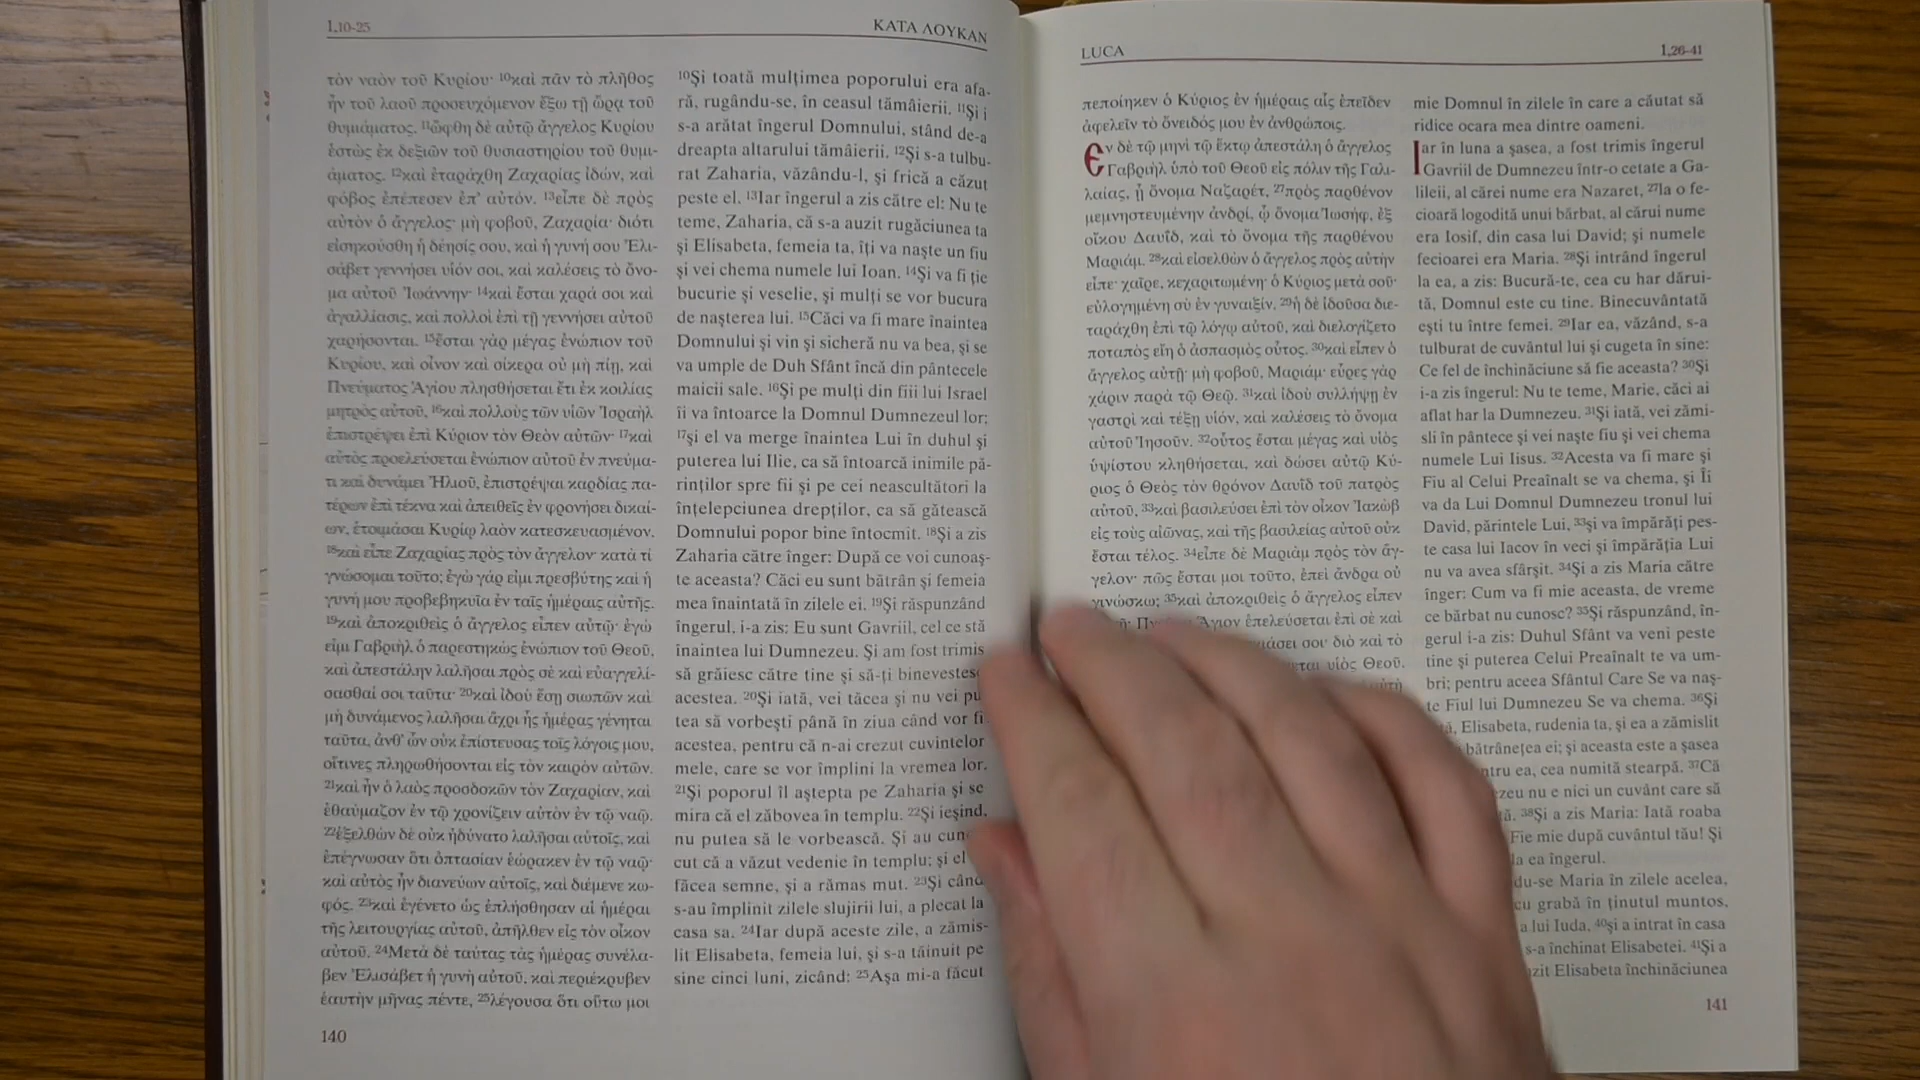 1,10-25
ΚΑΤΑ ΛΟΥΚΑΝ
τὸν ναὸν τοῦ Κυρίου· ¹⁰καὶ πᾶν τὸ πλῆθος
ἦν τοῦ λαοῦ προσευχόμενον ἔξω τῇ ὥρᾳ τοῦ
θυμιάματος. ¹¹ὤφθη δὲ αὐτῷ ἄγγελος Κυρίου
ἑστὼς ἐκ δεξιῶν τοῦ θυσιαστηρίου τοῦ θυμι-
άματος. ¹²καὶ ἐταράχθη Ζαχαρίας ἰδών, καὶ
φόβος ἐπέπεσεν ἐπ' αὐτόν. ¹³εἶπε δὲ πρὸς
αὐτὸν ὁ ἄγγελος· μὴ φοβοῦ, Ζαχαρία· διότι
εἰσηκούσθη ἡ δέησίς σου, καὶ ἡ γυνή σου Ἐλι-
σάβετ γεννήσει υἱόν σοι, καὶ καλέσεις τὸ ὄνο-
μα αὐτοῦ Ἰωάννην· ¹⁴καὶ ἔσται χαρά σοι καὶ
ἀγαλλίασις, καὶ πολλοὶ ἐπὶ τῇ γεννήσει αὐτοῦ
χαρήσονται. ¹⁵ἔσται γὰρ μέγας ἐνώπιον τοῦ
Κυρίου, καὶ οἶνον καὶ σίκερα οὐ μὴ πίῃ, καὶ
Πνεύματος Ἁγίου πλησθήσεται ἔτι ἐκ κοιλίας
μητρὸς αὐτοῦ, ¹⁶καὶ πολλοὺς τῶν υἱῶν Ἰσραὴλ
ἐπιστρέψει ἐπὶ Κύριον τὸν Θεὸν αὐτῶν· ¹⁷καὶ
αὐτὸς προελεύσεται ἐνώπιον αὐτοῦ ἐν πνεύμα-
τι καὶ δυνάμει Ἠλιοῦ, ἐπιστρέψαι καρδίας πα-
τέρων ἐπὶ τέκνα καὶ ἀπειθεῖς ἐν φρονήσει δικαί-
ων, ἑτοιμάσαι Κυρίῳ λαὸν κατεσκευασμένον.
¹⁸καὶ εἶπε Ζαχαρίας πρὸς τὸν ἄγγελον· κατὰ τί
γνώσομαι τοῦτο; ἐγὼ γάρ εἰμι πρεσβύτης καὶ ἡ
γυνή μου προβεβηκυῖα ἐν ταῖς ἡμέραις αὐτῆς.
¹⁹καὶ ἀποκριθεὶς ὁ ἄγγελος εἶπεν αὐτῷ· ἐγώ
εἰμι Γαβριὴλ ὁ παρεστηκὼς ἐνώπιον τοῦ Θεοῦ,
καὶ ἀπεστάλην λαλῆσαι πρός σὲ καὶ εὐαγγελί-
σασθαί σοι ταῦτα· ²⁰καὶ ἰδοὺ ἔσῃ σιωπῶν καὶ
μὴ δυνάμενος λαλῆσαι ἄχρι ἧς ἡμέρας γένηται
ταῦτα, ἀνθ' ὧν οὐκ ἐπίστευσας τοῖς λόγοις μου,
οἵτινες πληρωθήσονται εἰς τὸν καιρὸν αὐτῶν.
²¹καὶ ἦν ὁ λαὸς προσδοκῶν τὸν Ζαχαρίαν, καὶ
ἐθαύμαζον ἐν τῷ χρονίζειν αὐτὸν ἐν τῷ ναῷ.
²²ἐξελθὼν δὲ οὐκ ἠδύνατο λαλῆσαι αὐτοῖς, καὶ
ἐπέγνωσαν ὅτι ὀπτασίαν ἑώρακεν ἐν τῷ ναῷ·
καὶ αὐτὸς ἦν διανεύων αὐτοῖς, καὶ διέμενε κω-
φός. ²³καὶ ἐγένετο ὡς ἐπλήσθησαν αἱ ἡμέραι
τῆς λειτουργίας αὐτοῦ, ἀπῆλθεν εἰς τὸν οἶκον
αὐτοῦ. ²⁴Μετὰ δὲ ταύτας τὰς ἡμέρας συνέλα-
βεν Ἐλισάβετ ἡ γυνὴ αὐτοῦ, καὶ περιέκρυβεν
ἑαυτὴν μῆνας πέντε, ²⁵λέγουσα ὅτι οὕτω μοι
¹⁰Şi toată mulţimea poporului era afa-
ră, rugându-se, în ceasul tămâierii. ¹¹Şi i
s-a arătat îngerul Domnului, stând de-a
dreapta altarului tămâierii. ¹²Şi s-a tulbu-
rat Zaharia, văzându-l, şi frică a căzut
peste el. ¹³Iar îngerul a zis către el: Nu te
teme, Zaharia, că s-a auzit rugăciunea ta
şi Elisabeta, femeia ta, îţi va naşte un fiu
şi vei chema numele lui Ioan. ¹⁴Şi va fi ţie
bucurie şi veselie, şi mulţi se vor bucura
de naşterea lui. ¹⁵Căci va fi mare înaintea
Domnului şi vin şi sicheră nu va bea, şi se
va umple de Duh Sfânt încă din pântecele
maicii sale. ¹⁶Şi pe mulţi din fiii lui Israel
îi va întoarce la Domnul Dumnezeul lor;
¹⁷şi el va merge înaintea Lui în duhul şi
puterea lui Ilie, ca să întoarcă inimile pă-
rinţilor spre fii şi pe cei neascultători la
înţelepciunea drepţilor, ca să gătească
Domnului popor bine întocmit. ¹⁸Şi a zis
Zaharia către înger: După ce voi cunoaş-
te aceasta? Căci eu sunt bătrân şi femeia
mea înaintată în zilele ei. ¹⁹Şi răspunzând
îngerul, i-a zis: Eu sunt Gavriil, cel ce stă
înaintea lui Dumnezeu. Şi am fost trimis
să grăiesc către tine şi să-ţi binevestesc
acestea. ²⁰Şi iată, vei tăcea şi nu vei pu
tea să vorbeşti până în ziua când vor fi
acestea, pentru că n-ai crezut cuvintelor
mele, care se vor împlini la vremea lor.
²¹Şi poporul îl aştepta pe Zaharia şi se
mira că el zăbovea în templu. ²²Şi ieşind,
nu putea să le vorbească. Şi au cun
cut că a văzut vedenie în templu; şi el
făcea semne, şi a rămas mut. ²³Şi când
s-au împlinit zilele slujirii lui, a plecat la
casa sa. ²⁴Iar după aceste zile, a zămis-
lit Elisabeta, femeia lui, şi s-a tăinuit pe
sine cinci luni, zicând: ²⁵Aşa mi-a făcut
140
LUCA
1,26-41
πεποίηκεν ὁ Κύριος ἐν ἡμέραις αἷς ἐπεῖδεν
ἀφελεῖν τὸ ὄνειδός μου ἐν ἀνθρώποις.
Ἐν δὲ τῷ μηνὶ τῷ ἕκτῳ ἀπεστάλη ὁ ἄγγελος
Γαβριὴλ ὑπὸ τοῦ Θεοῦ εἰς πόλιν τῆς Γαλι-
λαίας, ᾗ ὄνομα Ναζαρέτ, ²⁷πρὸς παρθένον
μεμνηστευμένην ἀνδρί, ᾧ ὄνομα Ἰωσήφ, ἐξ
οἴκου Δαυΐδ, καὶ τὸ ὄνομα τῆς παρθένου
Μαριάμ. ²⁸καὶ εἰσελθὼν ὁ ἄγγελος πρὸς αὐτὴν
εἶπε· χαῖρε, κεχαριτωμένη· ὁ Κύριος μετὰ σοῦ·
εὐλογημένη σὺ ἐν γυναιξίν. ²⁹ἡ δὲ ἰδοῦσα διε-
ταράχθη ἐπὶ τῷ λόγῳ αὐτοῦ, καὶ διελογίζετο
ποταπὸς εἴη ὁ ἀσπασμὸς οὗτος. ³⁰καὶ εἶπεν ὁ
ἄγγελος αὐτῇ· μὴ φοβοῦ, Μαριάμ· εὗρες γὰρ
χάριν παρὰ τῷ Θεῷ. ³¹καὶ ἰδοὺ συλλήψῃ ἐν
γαστρὶ καὶ τέξῃ υἱόν, καὶ καλέσεις τὸ ὄνομα
αὐτοῦ Ἰησοῦν. ³²οὗτος ἔσται μέγας καὶ υἱὸς
ὑψίστου κληθήσεται, καὶ δώσει αὐτῷ Κύ-
ριος ὁ Θεὸς τὸν θρόνον Δαυῒδ τοῦ πατρὸς
αὐτοῦ, ³³καὶ βασιλεύσει ἐπὶ τὸν οἶκον Ἰακὼβ
εἰς τοὺς αἰῶνας, καὶ τῆς βασιλείας αὐτοῦ οὐκ
ἔσται τέλος. ³⁴εἶπε δὲ Μαριὰμ πρὸς τὸν ἄγ-
γελον· πῶς ἔσται μοι τοῦτο, ἐπεὶ ἄνδρα οὐ
γινώσκω; ³⁵καὶ ἀποκριθεὶς ὁ ἄγγελος εἶπεν
Ἅγιον ἐπελεύσεται ἐπὶ σὲ καὶ
σοι· διὸ καὶ τὸ
υἱὸς Θεοῦ.
mie Domnul în zilele în care a căutat să
ridice ocara mea dintre oameni.
Iar în luna a şasea, a fost trimis îngerul
Gavriil de Dumnezeu într-o cetate a Ga-
lileii, al cărei nume era Nazaret, ²⁷la o fe-
cioară logodită unui bărbat, al cărui nume
era Iosif, din casa lui David; şi numele
fecioarei era Maria. ²⁸Şi intrând îngerul
la ea, a zis: Bucură-te, cea cu har dărui-
tă, Domnul este cu tine. Binecuvântată
eşti tu între femei. ²⁹Iar ea, văzând, s-a
tulburat de cuvântul lui şi cugeta în sine:
Ce fel de închinăciune să fie aceasta? ³⁰Şi
i-a zis îngerul: Nu te teme, Marie, căci ai
aflat har la Dumnezeu. ³¹Şi iată, vei zămi-
sli în pântece şi vei naşte fiu şi vei chema
numele Lui Iisus. ³²Acesta va fi mare şi
Fiu al Celui Preaînalt se va chema, şi Îi
va da Lui Domnul Dumnezeu tronul lui
David, părintele Lui, ³³şi va împărăţi pes-
te casa lui Iacov în veci şi împărăţia Lui
nu va avea sfârşit. ³⁴Şi a zis Maria către
înger: Cum va fi mie aceasta, de vreme
ce bărbat nu cunosc? ³⁵Şi răspunzând, în-
gerul i-a zis: Duhul Sfânt va veni peste
tine şi puterea Celui Preaînalt te va um-
bri; pentru aceea Sfântul Care Se va naş-
te Fiul lui Dumnezeu Se va chema. ³⁶Şi
Elisabeta, rudenia ta, şi ea a zămislit
bătrâneţea ei; şi aceasta este a şasea
ea, cea numită stearpă. ³⁷Că
nu e nici un cuvânt care să
³⁸Şi a zis Maria: Iată roaba
Fie mie după cuvântul tău! Şi
la ea îngerul.
Maria în zilele acelea,
cu grabă în ţinutul muntos,
a lui Iuda, ⁴⁰şi a intrat în casa
s-a închinat Elisabetei. ⁴¹Şi a
Elisabeta închinăciunea
141